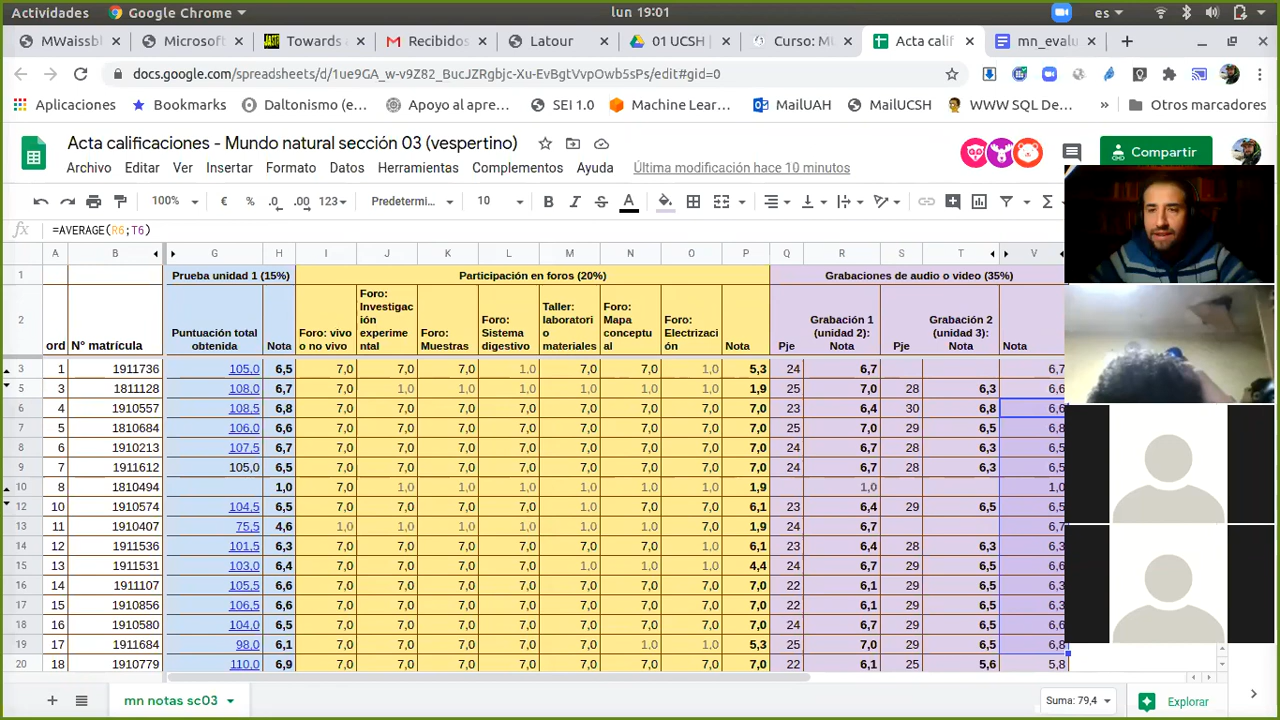 Actividades Google Chrome lun 19:01 es
MWaissbl Microsoft Towards a Recibidos Latour 01 UCSH Curso: MU Acta calif mn_evalu
docs.google.com/spreadsheets/d/1ue9GA_w-v9Z82_BucJZRgbjc-Xu-EvBgtVvpOwb5sPs/edit#gid=0
Aplicaciones Bookmarks Daltonismo (e... Apoyo al apre... SEI 1.0 Machine Lear... MailUAH MailUCSH WWW SQL De... » Otros marcadores
Acta calificaciones - Mundo natural sección 03 (vespertino) Compartir
Archivo Editar Ver Insertar Formato Datos Herramientas Complementos Ayuda Última modificación hace 10 minutos
100% € % .0 .00 123 Predetermi... 10 B I S A Σ
fx =AVERAGE(R6;T6)
A B G H I J K L M N O P Q R S T V
1 Prueba unidad 1 (15%) Participación en foros (20%) Grabaciones de audio o video (35%)
2 ord N° matrícula Puntuación total obtenida Nota Foro: vivo o no vivo Foro: Investigación experimental Foro: Muestras Foro: Sistema digestivo Taller: laboratorio materiales Foro: Mapa conceptual Foro: Electrización Nota Pje Grabación 1 (unidad 2): Nota Pje Grabación 2 (unidad 3): Nota Nota
3 1 1911736 105,0 6,5 7,0 7,0 7,0 1,0 7,0 7,0 1,0 5,3 24 6,7 6,7
5 3 1811128 108,0 6,7 7,0 1,0 1,0 1,0 1,0 1,0 1,0 1,9 25 7,0 28 6,3 6,6
6 4 1910557 108,5 6,8 7,0 7,0 7,0 7,0 7,0 7,0 7,0 7,0 23 6,4 30 6,8 6,6
7 5 1810684 106,0 6,6 7,0 7,0 7,0 7,0 7,0 7,0 7,0 7,0 25 7,0 29 6,5 6,8
8 6 1910213 107,5 6,7 7,0 7,0 7,0 7,0 7,0 7,0 7,0 7,0 24 6,7 28 6,3 6,5
9 7 1911612 105,0 6,5 7,0 7,0 7,0 7,0 7,0 7,0 7,0 7,0 24 6,7 28 6,3 6,5
10 8 1810494 1,0 7,0 1,0 1,0 1,0 1,0 1,0 1,0 1,9 1,0 1,0
12 10 1910574 104,5 6,5 7,0 7,0 7,0 7,0 1,0 7,0 7,0 6,1 23 6,4 29 6,5 6,5
13 11 1910407 75,5 4,6 1,0 1,0 1,0 1,0 1,0 1,0 7,0 1,9 24 6,7 6,7
14 12 1911536 101,5 6,3 7,0 7,0 7,0 7,0 7,0 7,0 1,0 6,1 23 6,4 28 6,3 6,4
15 13 1911531 103,0 6,4 7,0 7,0 7,0 7,0 1,0 1,0 1,0 4,4 24 6,7 29 6,5 6,6
16 14 1911107 105,5 6,6 7,0 7,0 7,0 7,0 7,0 7,0 7,0 7,0 22 6,1 29 6,5 6,3
17 15 1910856 106,5 6,6 7,0 7,0 7,0 7,0 7,0 7,0 7,0 7,0 22 6,1 29 6,5 6,3
18 16 1910580 104,0 6,5 7,0 7,0 7,0 7,0 7,0 7,0 7,0 7,0 24 6,7 29 6,5 6,6
19 17 1911684 98,0 6,1 7,0 7,0 7,0 7,0 7,0 1,0 1,0 5,3 25 7,0 29 6,5 6,8
20 18 1910779 110,0 6,9 7,0 7,0 7,0 7,0 7,0 7,0 7,0 7,0 22 6,1 25 5,6 5,8
mn notas sc03 Suma: 79,4 Explorar